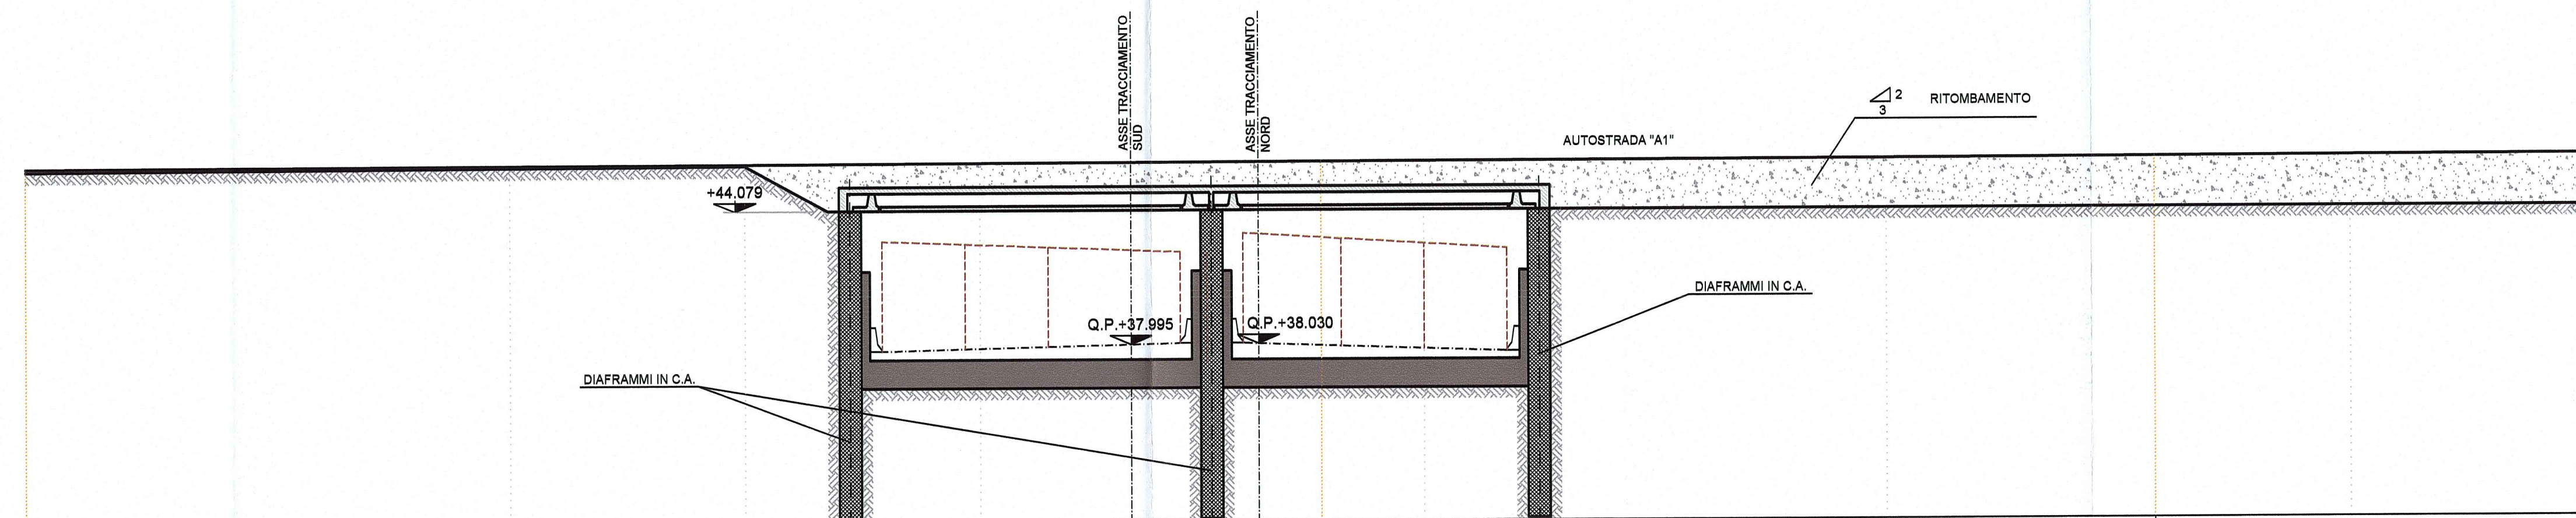 ASSE TRACCIAMENTO
SUD
ASSE TRACCIAMENTO
NORD
2
3
RITOMBAMENTO
AUTOSTRADA "A1"
+44.079
DIAFRAMMI IN C.A.
Q.P.+37.995
Q.P.+38.030
DIAFRAMMI IN C.A.